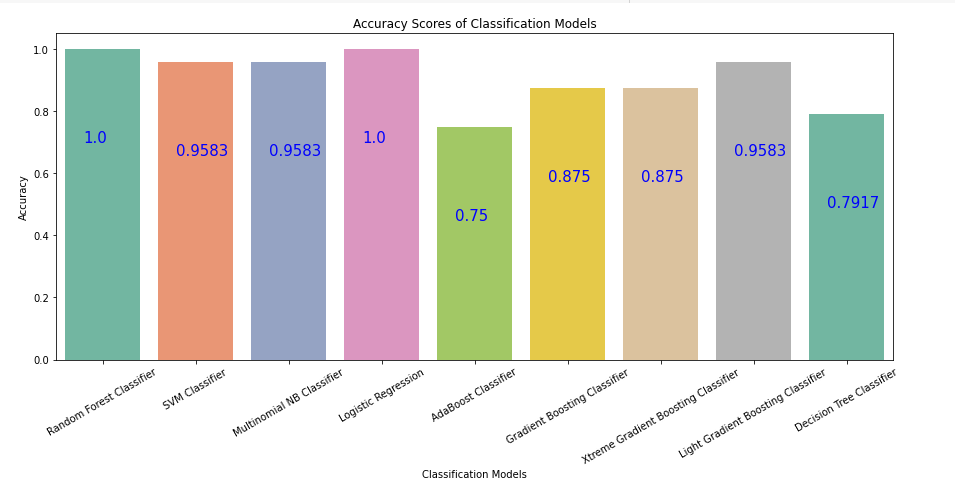 Accuracy Scores of Classification Models
Accuracy
1.0
0.8
0.6
0.4
0.2
0.0
1.0
0.9583
0.9583
1.0
0.75
0.875
0.875
0.9583
0.7917
Random Forest Classifier
SVM Classifier
Multinomial NB Classifier
Logistic Regression
AdaBoost Classifier
Gradient Boosting Classifier
Xtreme Gradient Boosting Classifier
Light Gradient Boosting Classifier
Decision Tree Classifier
Classification Models